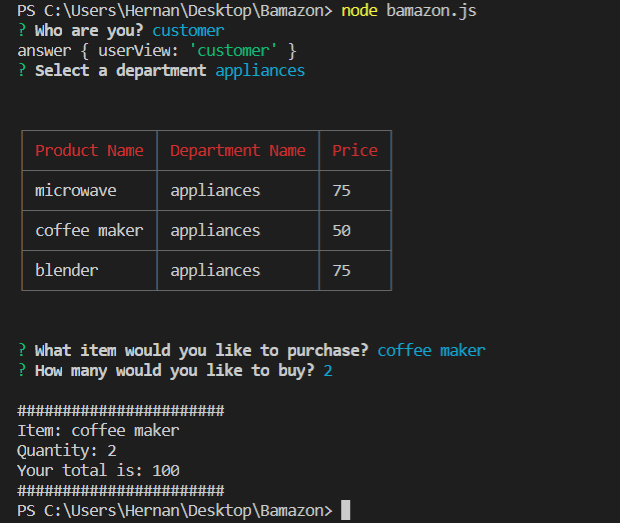 PS C:\Users\Hernan\Desktop\Bamazon> node bamazon.js
? Who are you? customer
answer { userView: 'customer' }
? Select a department appliances
Product Name Department Name Price
microwave appliances 75
coffee maker appliances 50
blender appliances 75
? What item would you like to purchase? coffee maker
? How many would you like to buy? 2
#######################
Item: coffee maker
Quantity: 2
Your total is: 100
#######################
PS C:\Users\Hernan\Desktop\Bamazon>